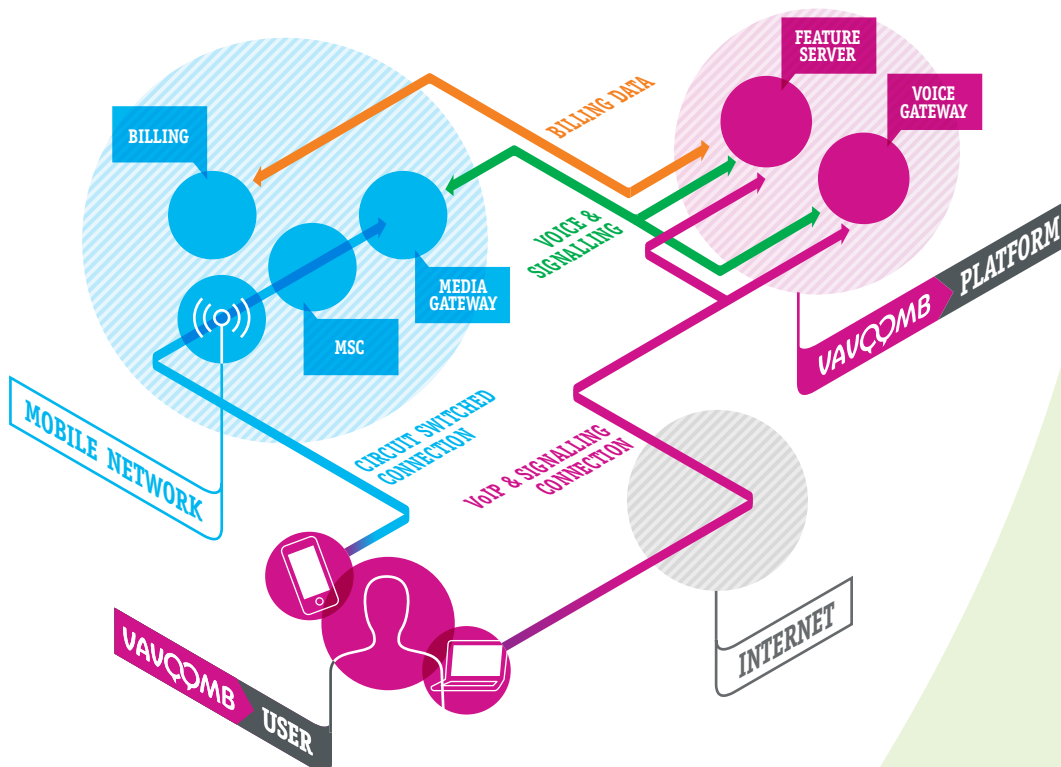 FEATURE
SERVER
VOICE
GATEWAY
BILLING DATA
BILLING
VOICE &
SIGNALLING
MEDIA
GATEWAY
MSC
VAVOOMB PLATFORM
MOBILE NETWORK
CIRCUIT SWITCHED
CONNECTION
VoIP & SIGNALLING
CONNECTION
INTERNET
VAVOOMB USER